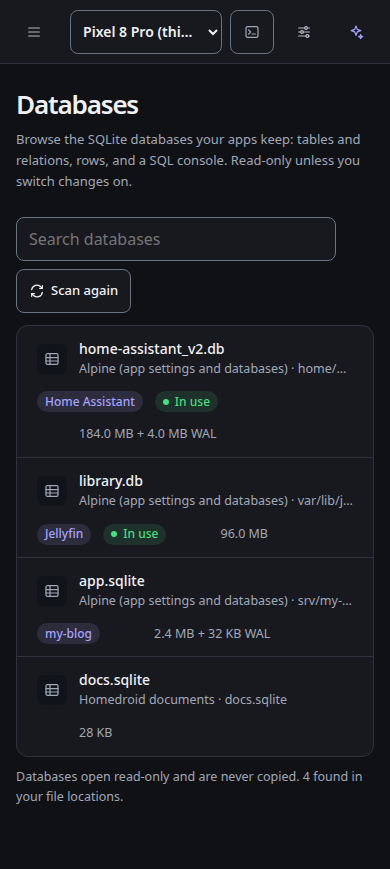 Pixel 8 Pro (thi...
Databases
Browse the SQLite databases your apps keep: tables and
relations, rows, and a SQL console. Read-only unless you
switch changes on.
Search databases
Scan again
home-assistant_v2.db
Alpine (app settings and databases) · home/...
Home Assistant
In use
184.0 MB + 4.0 MB WAL
library.db
Alpine (app settings and databases) · var/lib/j...
Jellyfin
In use
96.0 MB
app.sqlite
Alpine (app settings and databases) · srv/my-...
my-blog
2.4 MB + 32 KB WAL
docs.sqlite
Homedroid documents · docs.sqlite
28 KB
Databases open read-only and are never copied. 4 found in
your file locations.